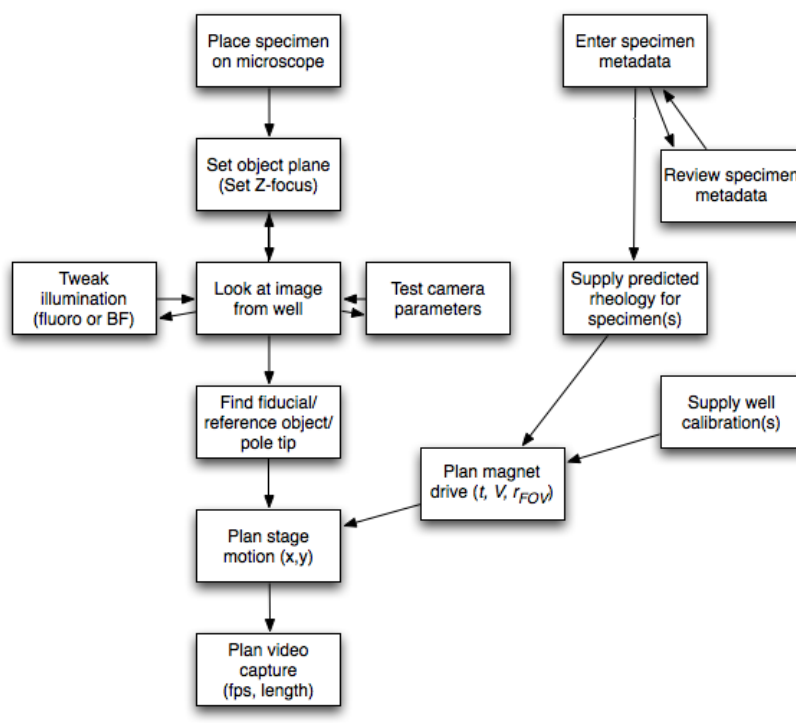 Place specimen
on microscope
Enter specimen
metadata
Set object plane
(Set Z-focus)
Review specimen
metadata
Tweak
illumination
(fluoro or BF)
Look at image
from well
Test camera
parameters
Supply predicted
rheology for
specimen(s)
Find fiducial/
reference object/
pole tip
Supply well
calibration(s)
Plan magnet
drive (t, V, rFOV)
Plan stage
motion (x,y)
Plan video
capture
(fps, length)